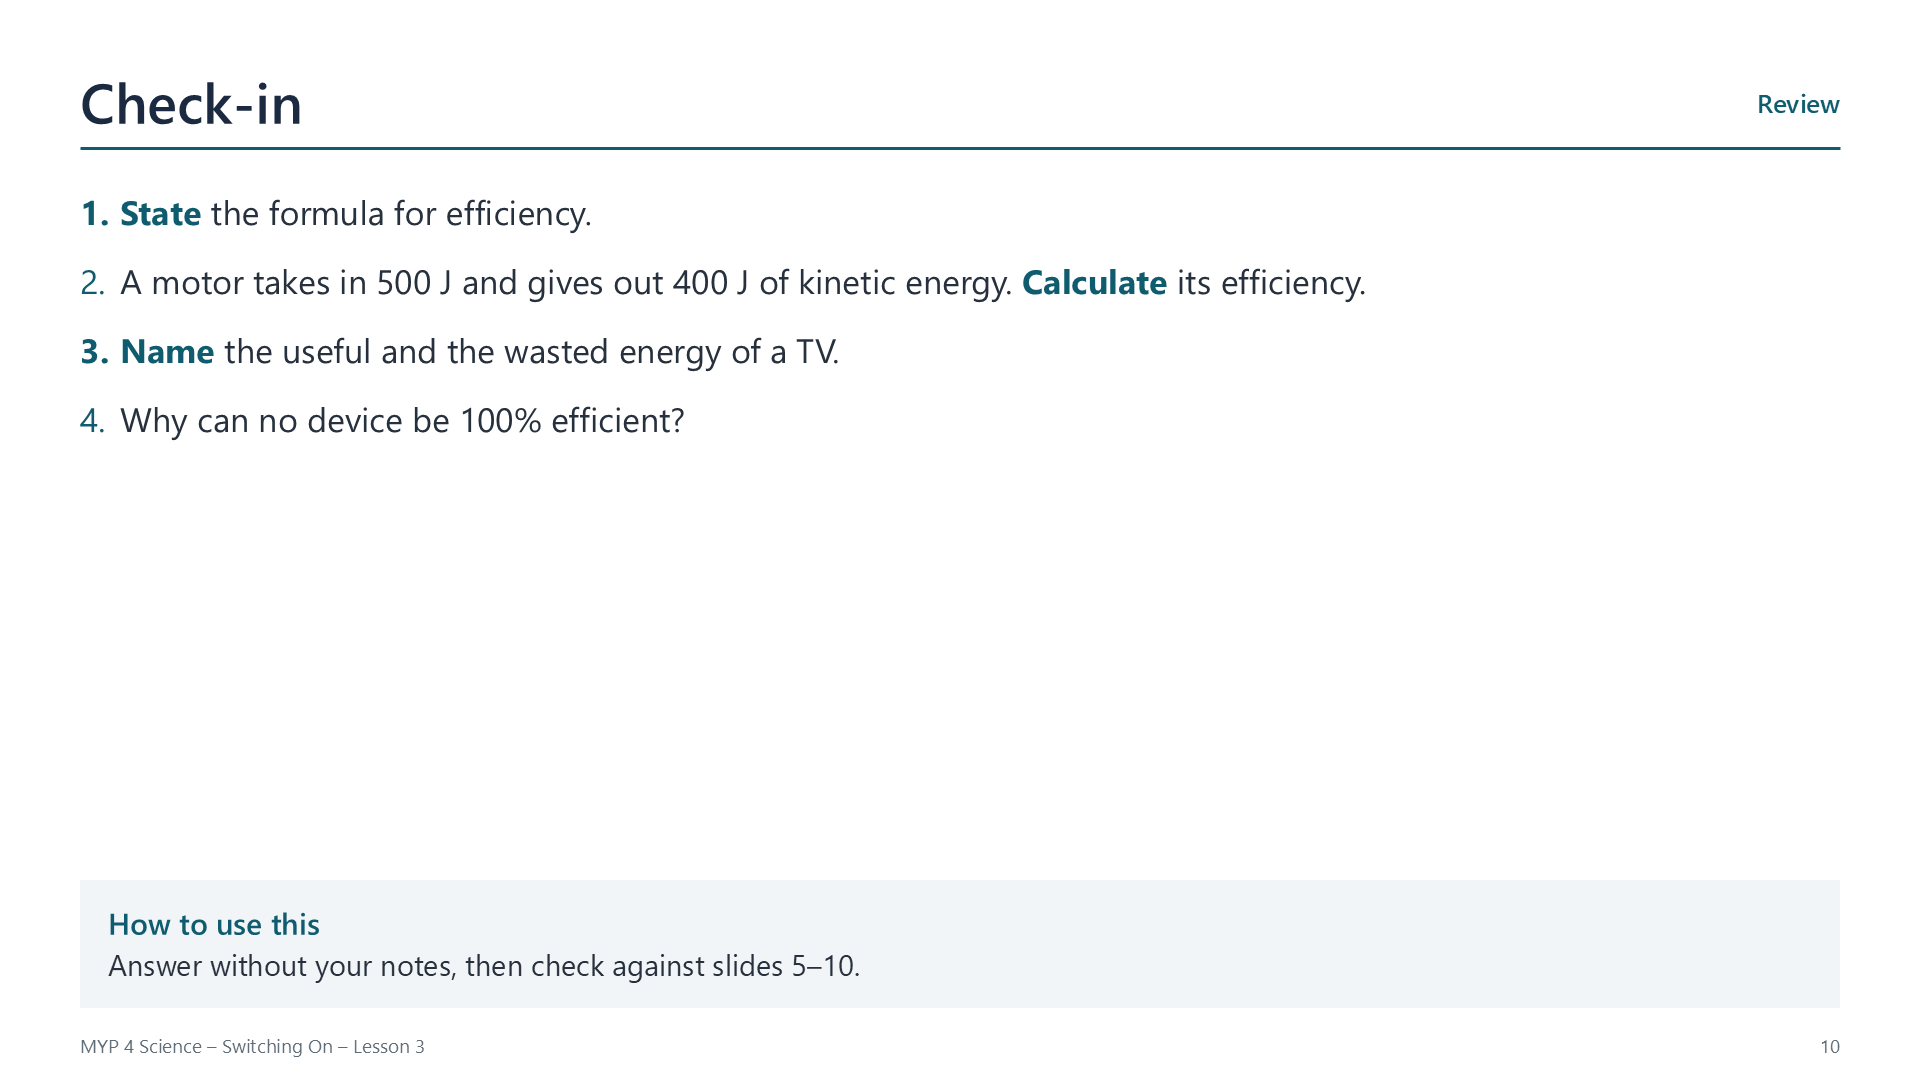 Check-in
Review
1. State the formula for efficiency.
2. A motor takes in 500 J and gives out 400 J of kinetic energy. Calculate its efficiency.
3. Name the useful and the wasted energy of a TV.
4. Why can no device be 100% efficient?
How to use this
Answer without your notes, then check against slides 5–10.
MYP 4 Science – Switching On – Lesson 3
10